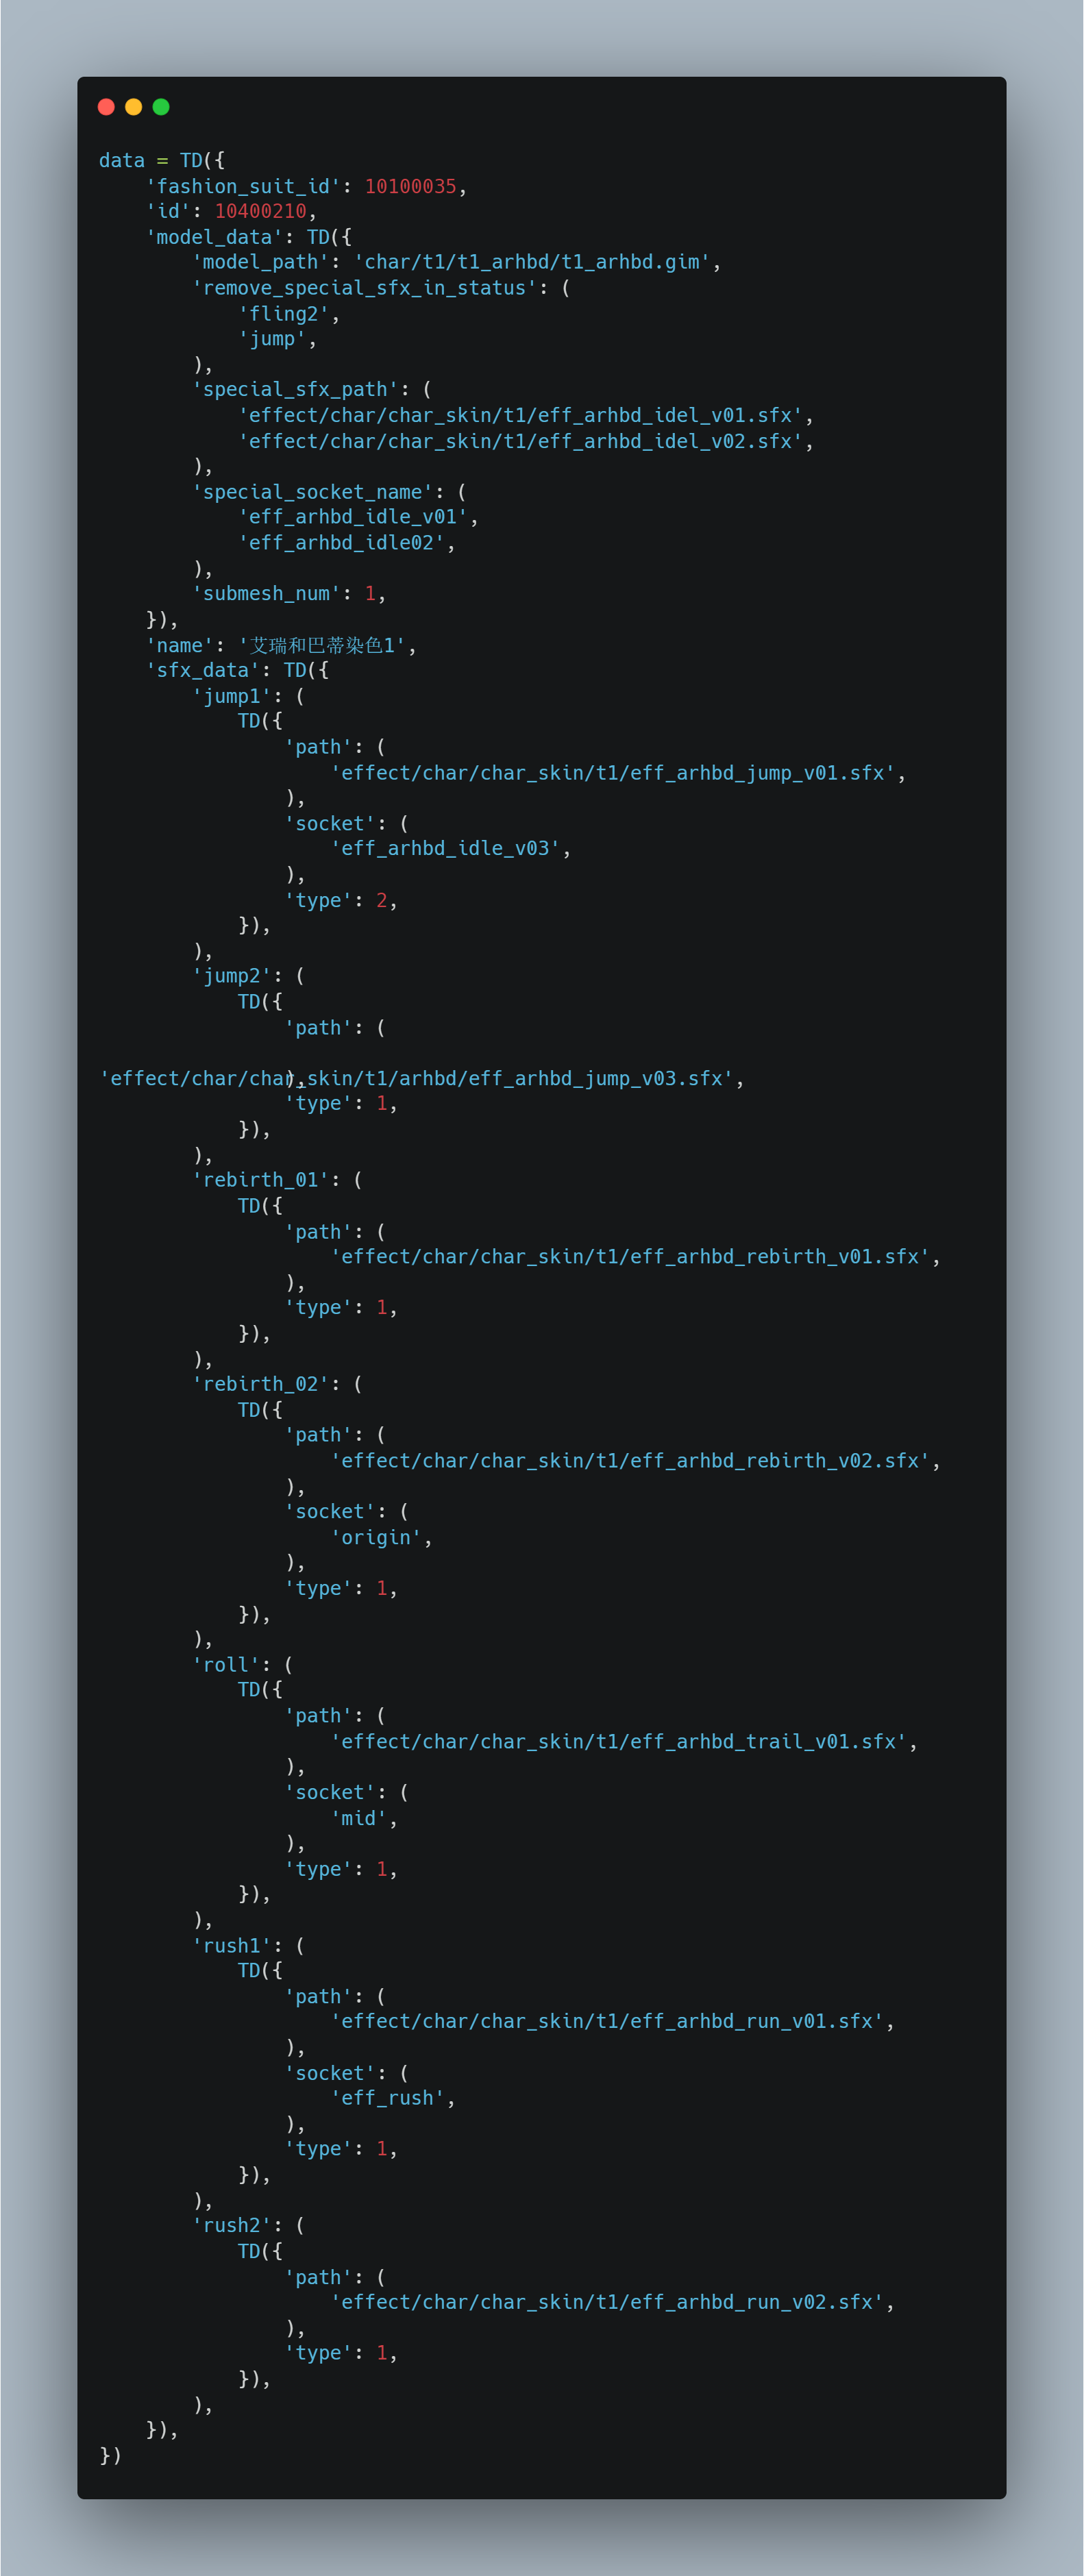 data = TD({
    'fashion_suit_id': 10100035,
    'id': 10400210,
    'model_data': TD({
        'model_path': 'char/t1/t1_arhbd/t1_arhbd.gim',
        'remove_special_sfx_in_status': (
            'fling2',
            'jump',
        ),
        'special_sfx_path': (
            'effect/char/char_skin/t1/eff_arhbd_idel_v01.sfx',
            'effect/char/char_skin/t1/eff_arhbd_idel_v02.sfx',
        ),
        'special_socket_name': (
            'eff_arhbd_idle_v01',
            'eff_arhbd_idle02',
        ),
        'submesh_num': 1,
    }),
    'name': '艾瑞和巴蒂染色1',
    'sfx_data': TD({
        'jump1': (
            TD({
                'path': (
                    'effect/char/char_skin/t1/eff_arhbd_jump_v01.sfx',
                ),
                'socket': (
                    'eff_arhbd_idle_v03',
                ),
                'type': 2,
            }),
        ),
        'jump2': (
            TD({
                'path': (
'effect/char/char_skin/t1/arhbd/eff_arhbd_jump_v03.sfx',
                ),
                'type': 1,
            }),
        ),
        'rebirth_01': (
            TD({
                'path': (
                    'effect/char/char_skin/t1/eff_arhbd_rebirth_v01.sfx',
                ),
                'type': 1,
            }),
        ),
        'rebirth_02': (
            TD({
                'path': (
                    'effect/char/char_skin/t1/eff_arhbd_rebirth_v02.sfx',
                ),
                'socket': (
                    'origin',
                ),
                'type': 1,
            }),
        ),
        'roll': (
            TD({
                'path': (
                    'effect/char/char_skin/t1/eff_arhbd_trail_v01.sfx',
                ),
                'socket': (
                    'mid',
                ),
                'type': 1,
            }),
        ),
        'rush1': (
            TD({
                'path': (
                    'effect/char/char_skin/t1/eff_arhbd_run_v01.sfx',
                ),
                'socket': (
                    'eff_rush',
                ),
                'type': 1,
            }),
        ),
        'rush2': (
            TD({
                'path': (
                    'effect/char/char_skin/t1/eff_arhbd_run_v02.sfx',
                ),
                'type': 1,
            }),
        ),
    }),
})